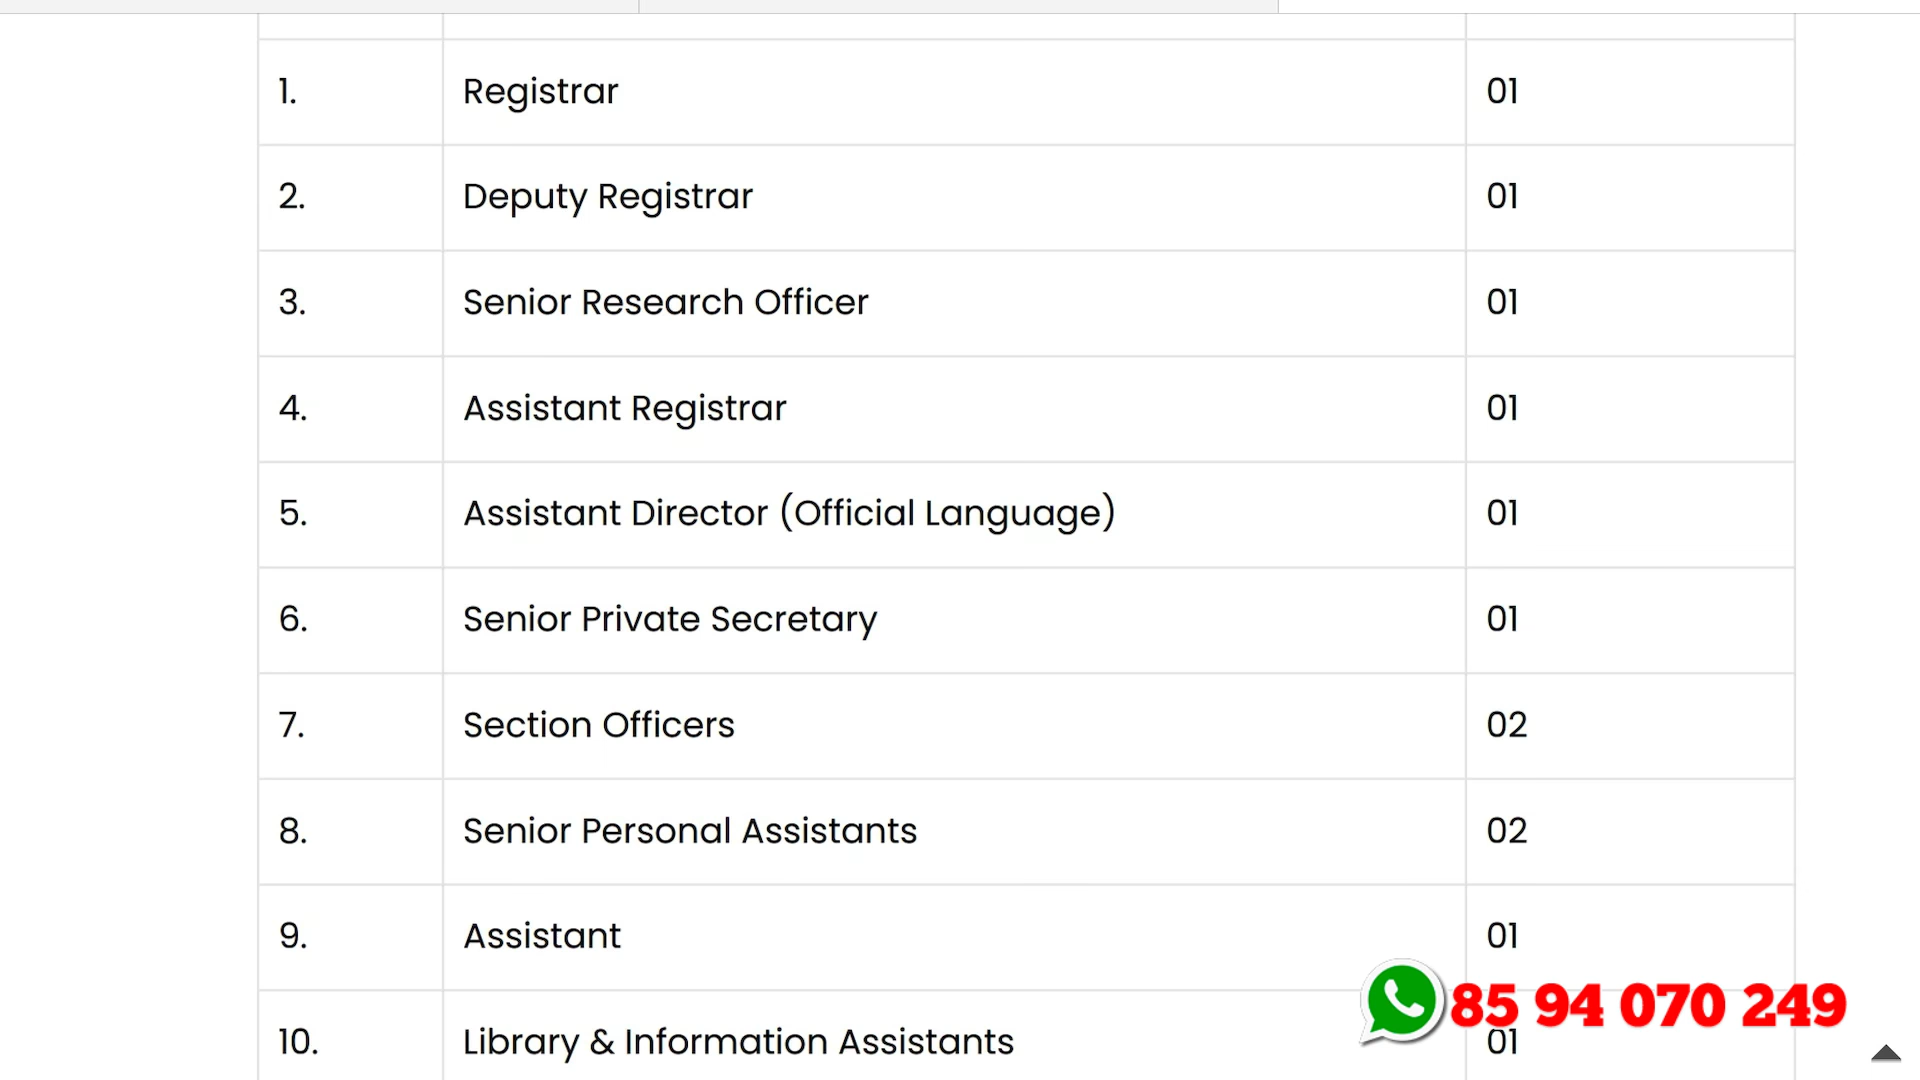 1. Registrar 01
2. Deputy Registrar 01
3. Senior Research Officer 01
4. Assistant Registrar 01
5. Assistant Director (Official Language) 01
6. Senior Private Secretary 01
7. Section Officers 02
8. Senior Personal Assistants 02
9. Assistant 01
85 94 070 249
10. Library & Information Assistants 01